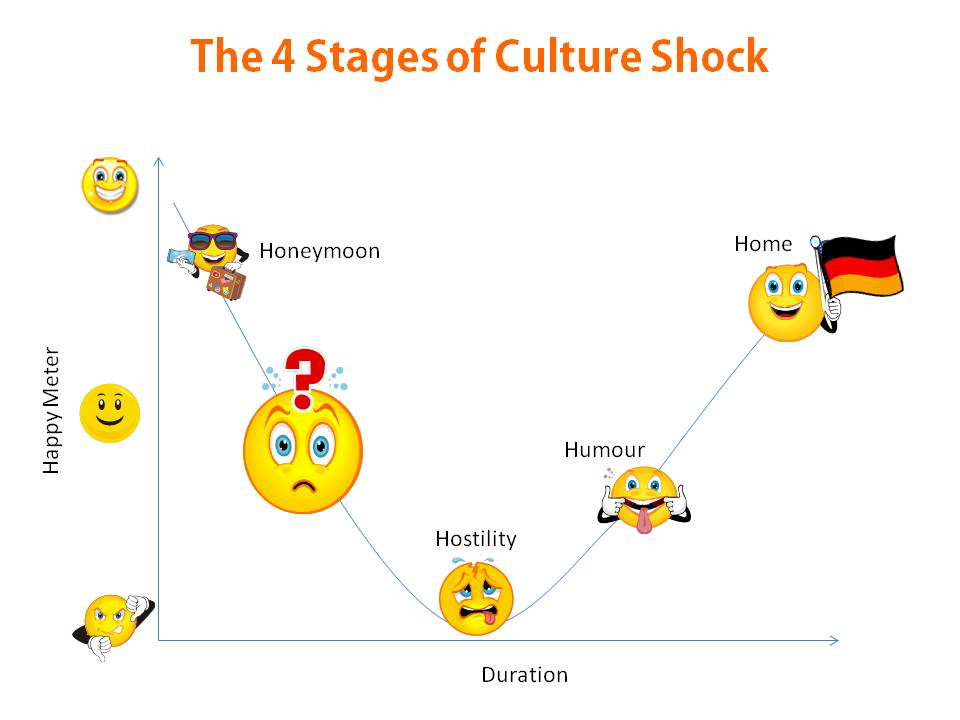 The 4 Stages of Culture Shock
Honeymoon
Home
Happy Meter
?
Humour
Hostility
Duration